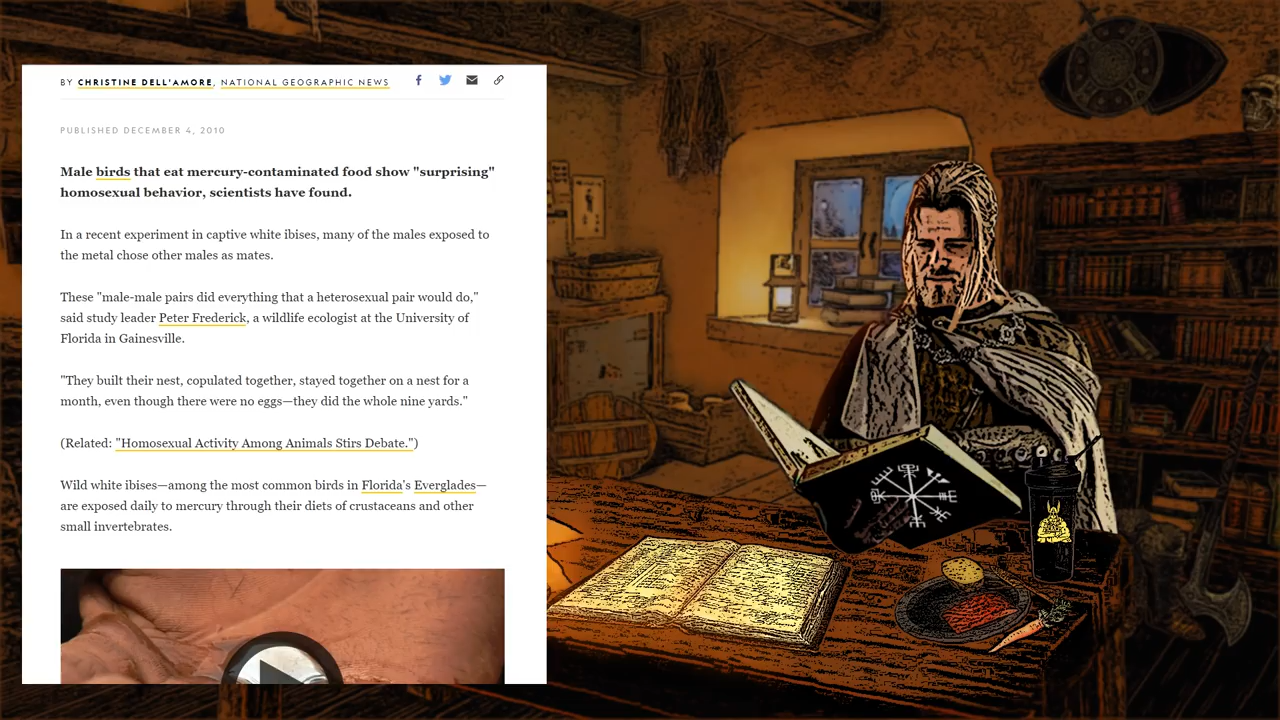 BY CHRISTINE DELL'AMORE, NATIONAL GEOGRAPHIC NEWS
PUBLISHED DECEMBER 4, 2010
Male birds that eat mercury-contaminated food show "surprising"
homosexual behavior, scientists have found.
In a recent experiment in captive white ibises, many of the males exposed to
the metal chose other males as mates.
These "male-male pairs did everything that a heterosexual pair would do,"
said study leader Peter Frederick, a wildlife ecologist at the University of
Florida in Gainesville.
"They built their nest, copulated together, stayed together on a nest for a
month, even though there were no eggs—they did the whole nine yards."
(Related: "Homosexual Activity Among Animals Stirs Debate.")
Wild white ibises—among the most common birds in Florida's Everglades—
are exposed daily to mercury through their diets of crustaceans and other
small invertebrates.